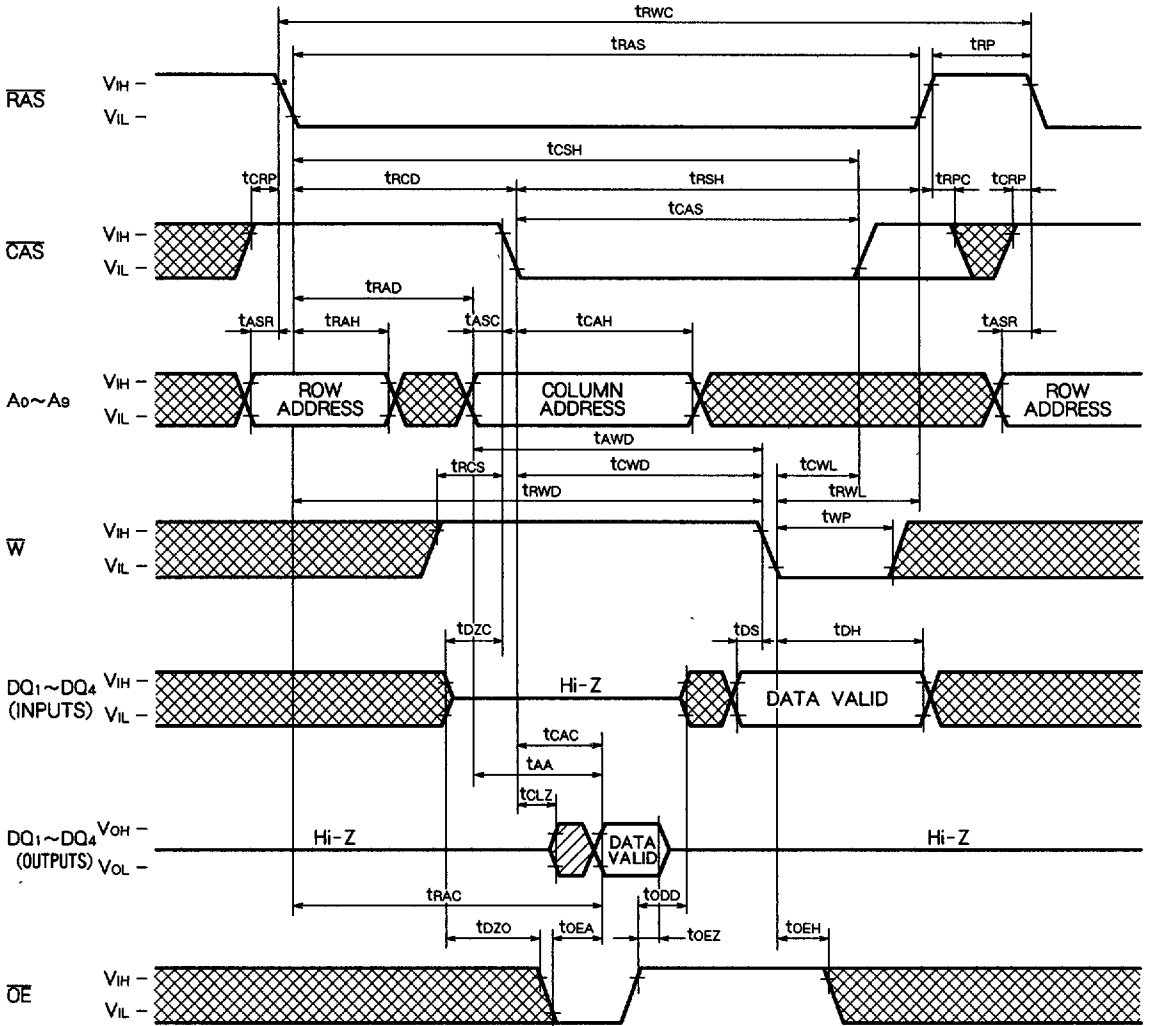 tRWC
tRAS tRP
RAS VIH –
VIL –
tCSH
tCRP tRCD tRSH tRPC tCRP
tCAS
CAS VIH –
VIL –
tRAD
tASR tRAH tASC tCAH tASR
A0~A9 VIH –
VIL –
ROW ADDRESS
COLUMN ADDRESS
ROW ADDRESS
tAWD
tRCS tCWD tCWL
tRWD tRWL
tWP
W VIH –
VIL –
tDZC tDS tDH
DQ1~DQ4 VIH –
(INPUTS) VIL –
Hi-Z DATA VALID
tCAC
tAA
tCLZ
DQ1~DQ4 VOH –
(OUTPUTS) VOL –
Hi-Z DATA VALID Hi-Z
tRAC tODD
tDZO tOEA tOEZ tOEH
OE VIH –
VIL –